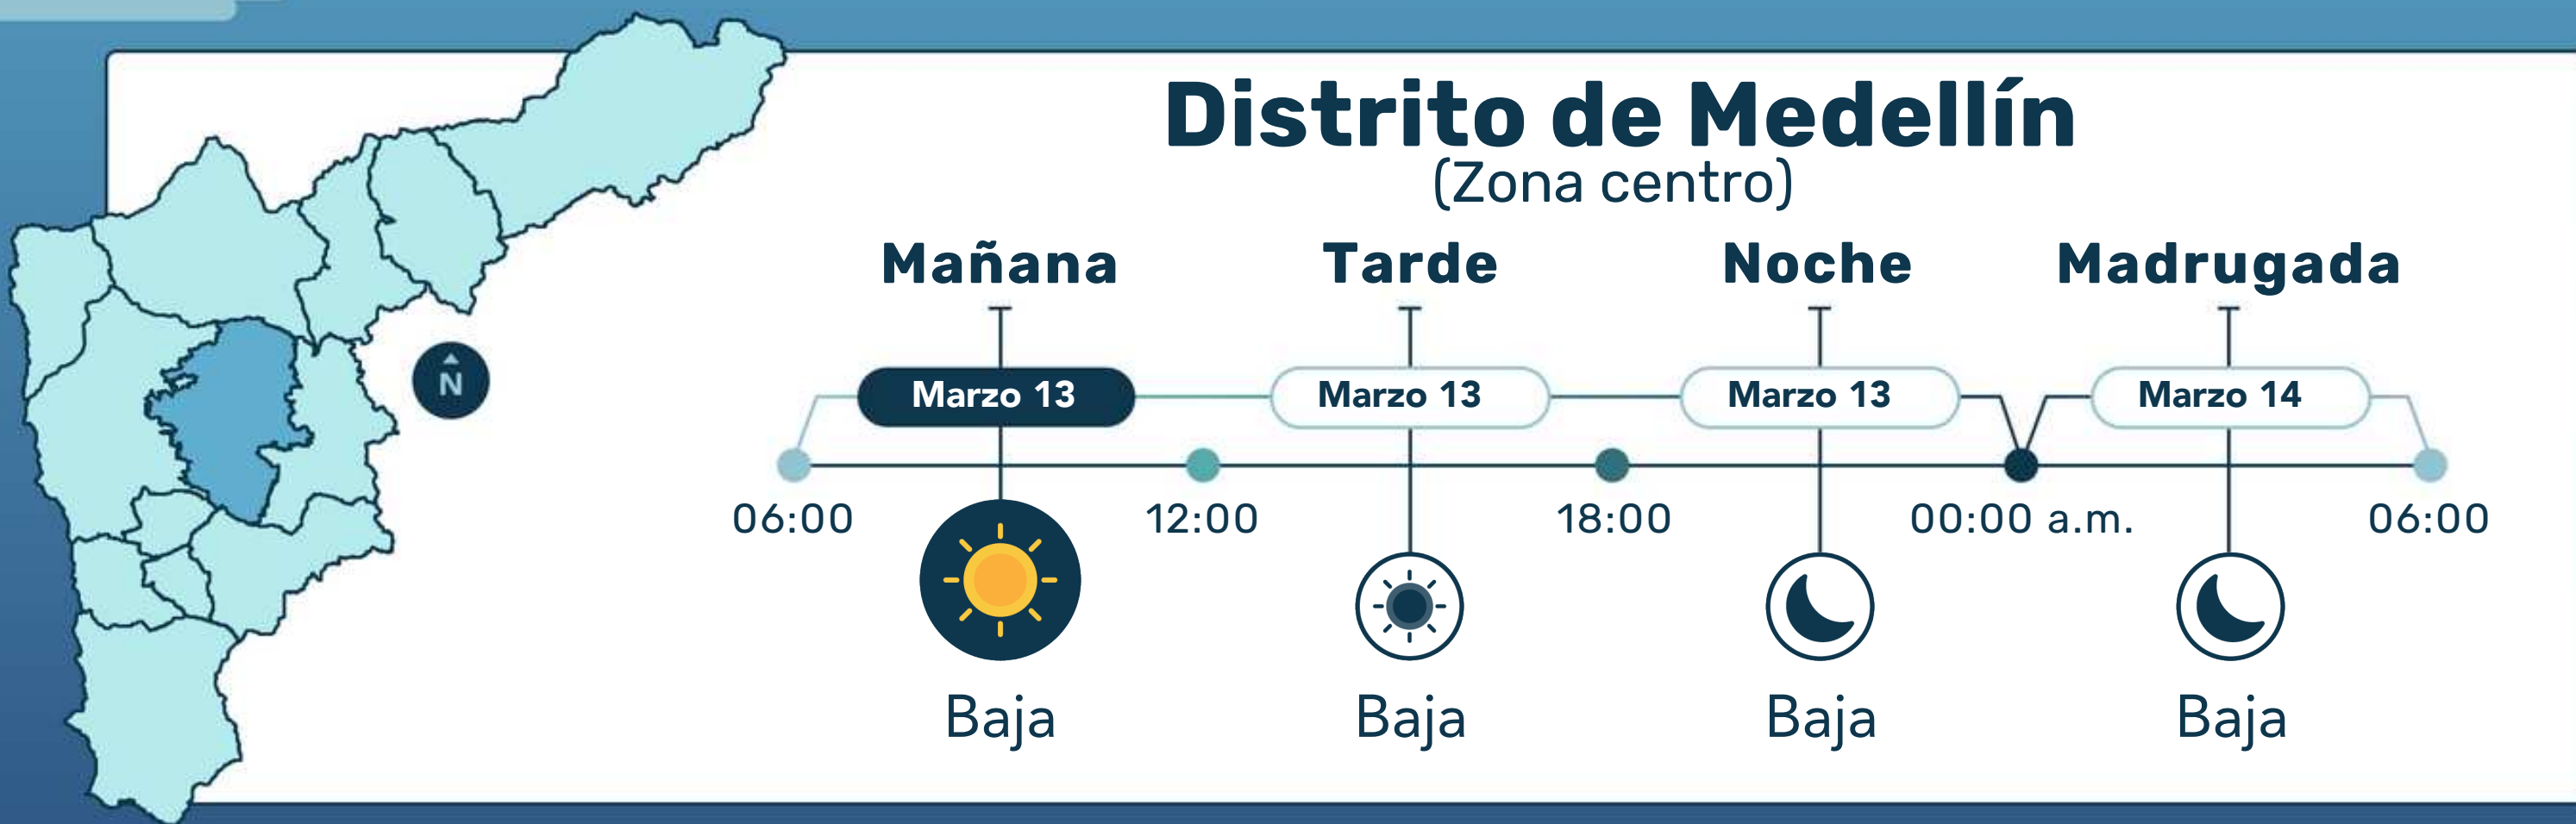 Distrito de Medellín
(Zona centro)
Mañana Tarde Noche Madrugada
N
Marzo 13 Marzo 13 Marzo 13 Marzo 14
06:00 12:00 18:00 00:00 a.m. 06:00
Baja Baja Baja Baja